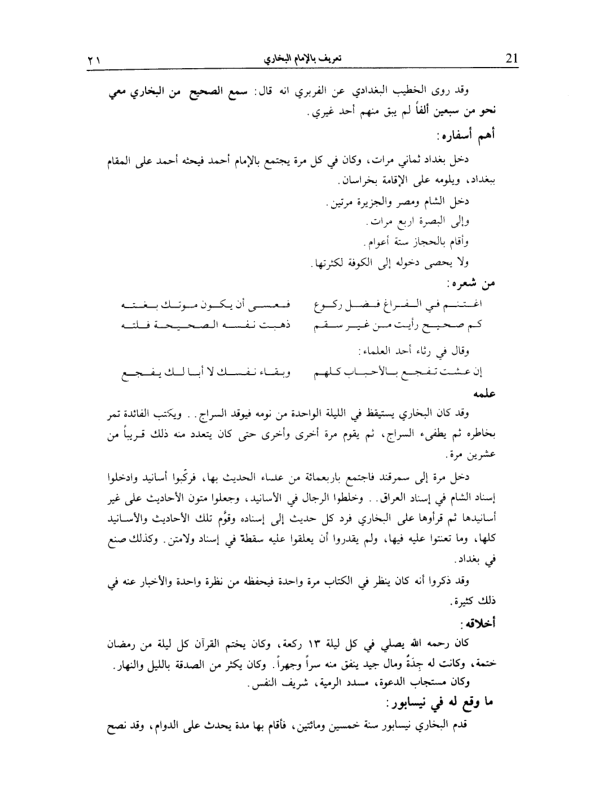 21 تعريف بالإمام البخاري ٢١
وقد روى الخطيب البغدادي عن الفربري انه قال: سمع الصحيح من البخاري معي
نحو من سبعين ألفاً لم يبق منهم أحد غيري.
أهم أسفاره:
دخل بغداد ثماني مرات، وكان في كل مرة يجتمع بالإمام أحمد فيحثه أحمد على المقام
ببغداد، ويلومه على الإقامة بخراسان.
دخل الشام ومصر والجزيرة مرتين.
وإلى البصرة اربع مرات.
وأقام بالحجاز ستة أعوام.
ولا يحصى دخوله إلى الكوفة لكثرتها.
من شعره:
اغتنم في الفراغ فضل ركوع فعسى أن يكون موتك بغته
كم صحيح رأيت من غير سقم ذهبت نفسه الصحيحة فلته
وقال في رثاء أحد العلماء:
إن عشت تفجع بالأحباب كلهم وبقاء نفسك لا أبا لك يفجع
علمه
وقد كان البخاري يستيقظ في الليلة الواحدة من نومه فيوقد السراج.. ويكتب الفائدة تمر
بخاطره ثم يطفىء السراج، ثم يقوم مرة أخرى وأخرى حتى كان يتعدد منه ذلك قريباً من
عشرين مرة.
دخل مرة إلى سمرقند فاجتمع باربعمائة من علماء الحديث بها، فركّبوا أسانيد وادخلوا
إسناد الشام في إسناد العراق.. وخلطوا الرجال في الأسانيد، وجعلوا متون الأحاديث على غير
أسانيدها ثم قرأوها على البخاري فرد كل حديث إلى إسناده وقوَّم تلك الأحاديث والأسانيد
كلها، وما تعنتوا عليه فيها، ولم يقدروا أن يعلقوا عليه سقطة في إسناد ولامتن. وكذلك صنع
في بغداد.
وقد ذكروا أنه كان ينظر في الكتاب مرة واحدة فيحفظه من نظرة واحدة والأخبار عنه في
ذلك كثيرة.
أخلاقه:
كان رحمه الله يصلي في كل ليلة ١٣ ركعة، وكان يختم القرآن كل ليلة من رمضان
ختمة، وكانت له جِدَةٌ ومال جيد ينفق منه سراً وجهراً. وكان يكثر من الصدقة بالليل والنهار.
وكان مستجاب الدعوة، مسدد الرمية، شريف النفس.
ما وقع له في نيسابور:
قدم البخاري نيسابور سنة خمسين ومائتين، فأقام بها مدة يحدث على الدوام، وقد نصح